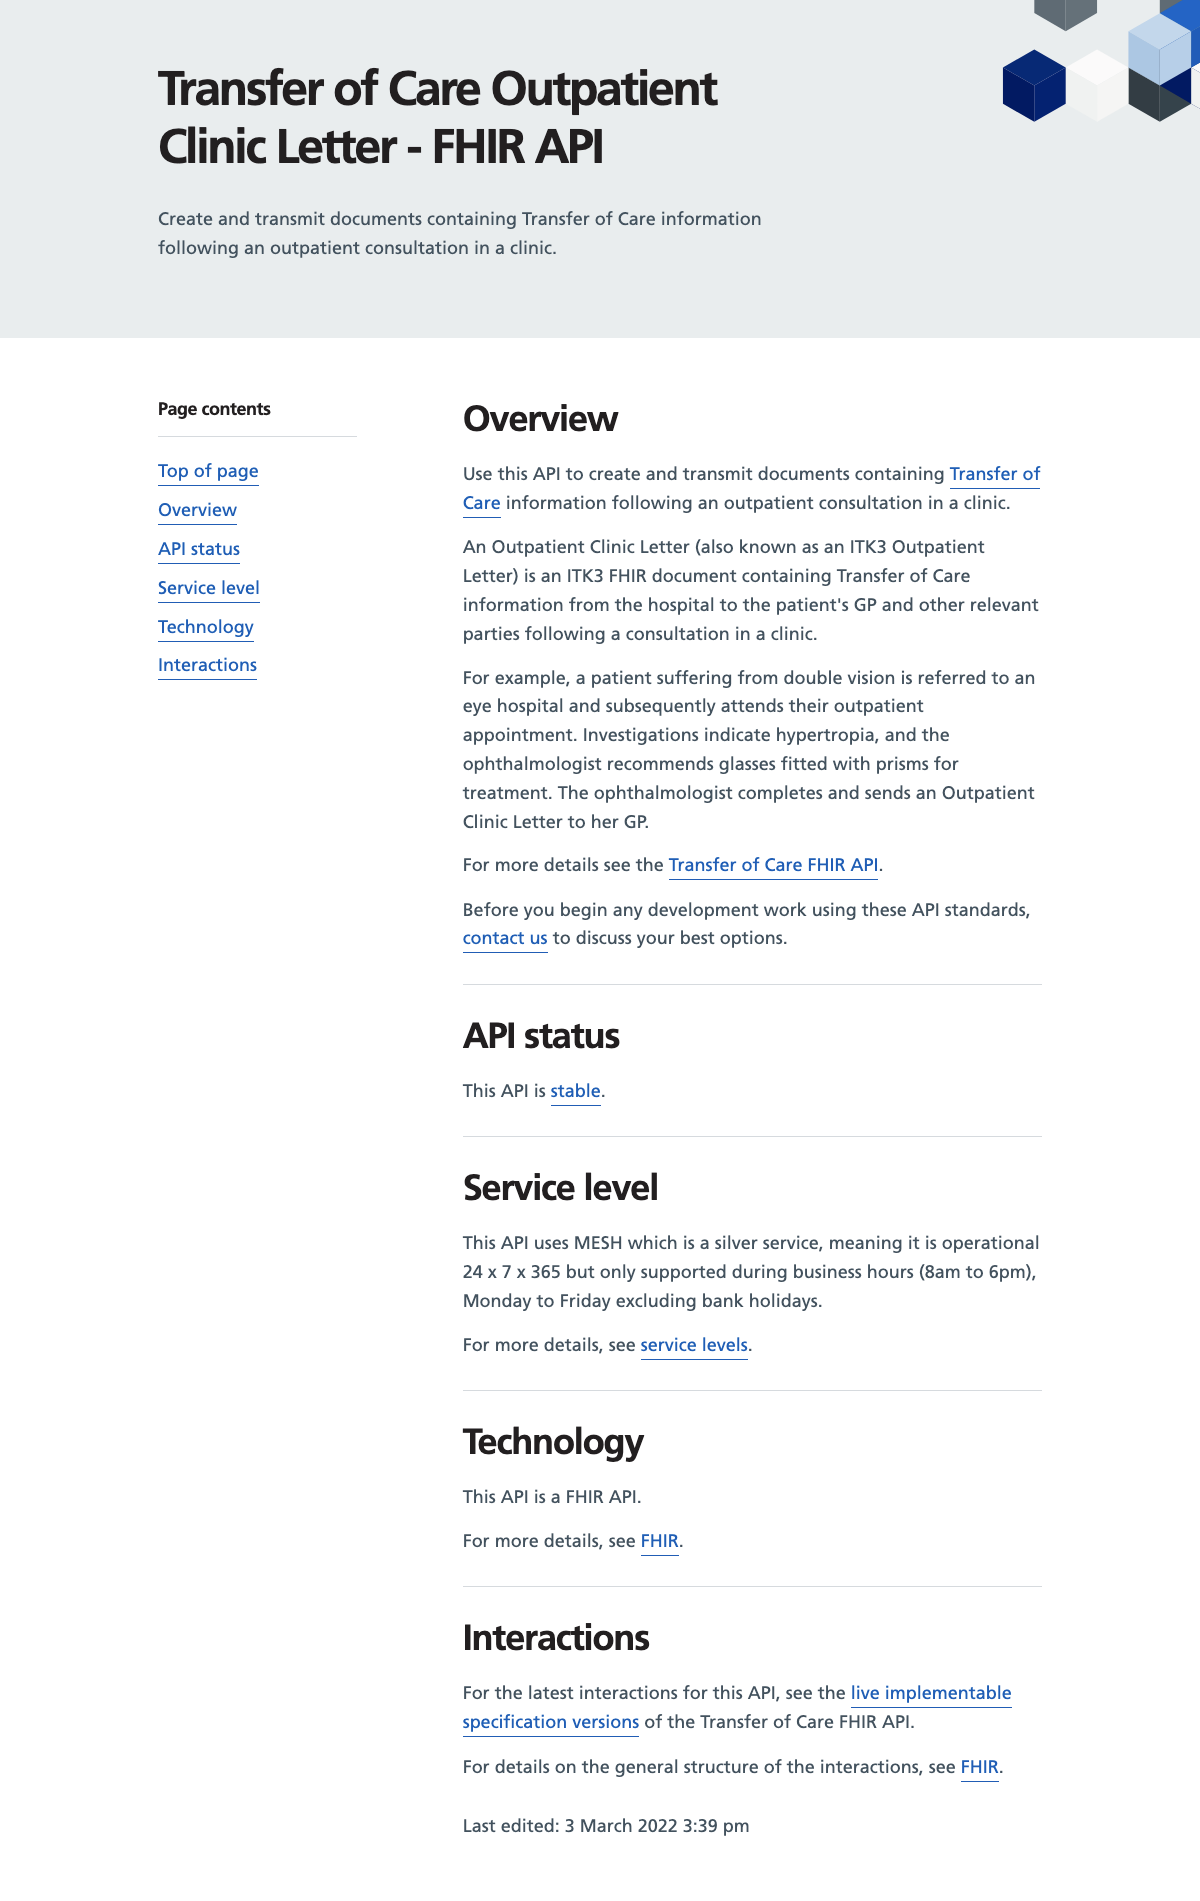 Transfer of Care Outpatient
Clinic Letter - FHIR API
Create and transmit documents containing Transfer of Care information
following an outpatient consultation in a clinic.
Page contents
Top of page
Overview
API status
Service level
Technology
Interactions
Overview
Use this API to create and transmit documents containing Transfer of
Care information following an outpatient consultation in a clinic.
An Outpatient Clinic Letter (also known as an ITK3 Outpatient
Letter) is an ITK3 FHIR document containing Transfer of Care
information from the hospital to the patient's GP and other relevant
parties following a consultation in a clinic.
For example, a patient suffering from double vision is referred to an
eye hospital and subsequently attends their outpatient
appointment. Investigations indicate hypertropia, and the
ophthalmologist recommends glasses fitted with prisms for
treatment. The ophthalmologist completes and sends an Outpatient
Clinic Letter to her GP.
For more details see the Transfer of Care FHIR API.
Before you begin any development work using these API standards,
contact us to discuss your best options.
API status
This API is stable.
Service level
This API uses MESH which is a silver service, meaning it is operational
24 x 7 x 365 but only supported during business hours (8am to 6pm),
Monday to Friday excluding bank holidays.
For more details, see service levels.
Technology
This API is a FHIR API.
For more details, see FHIR.
Interactions
For the latest interactions for this API, see the live implementable
specification versions of the Transfer of Care FHIR API.
For details on the general structure of the interactions, see FHIR.
Last edited: 3 March 2022 3:39 pm